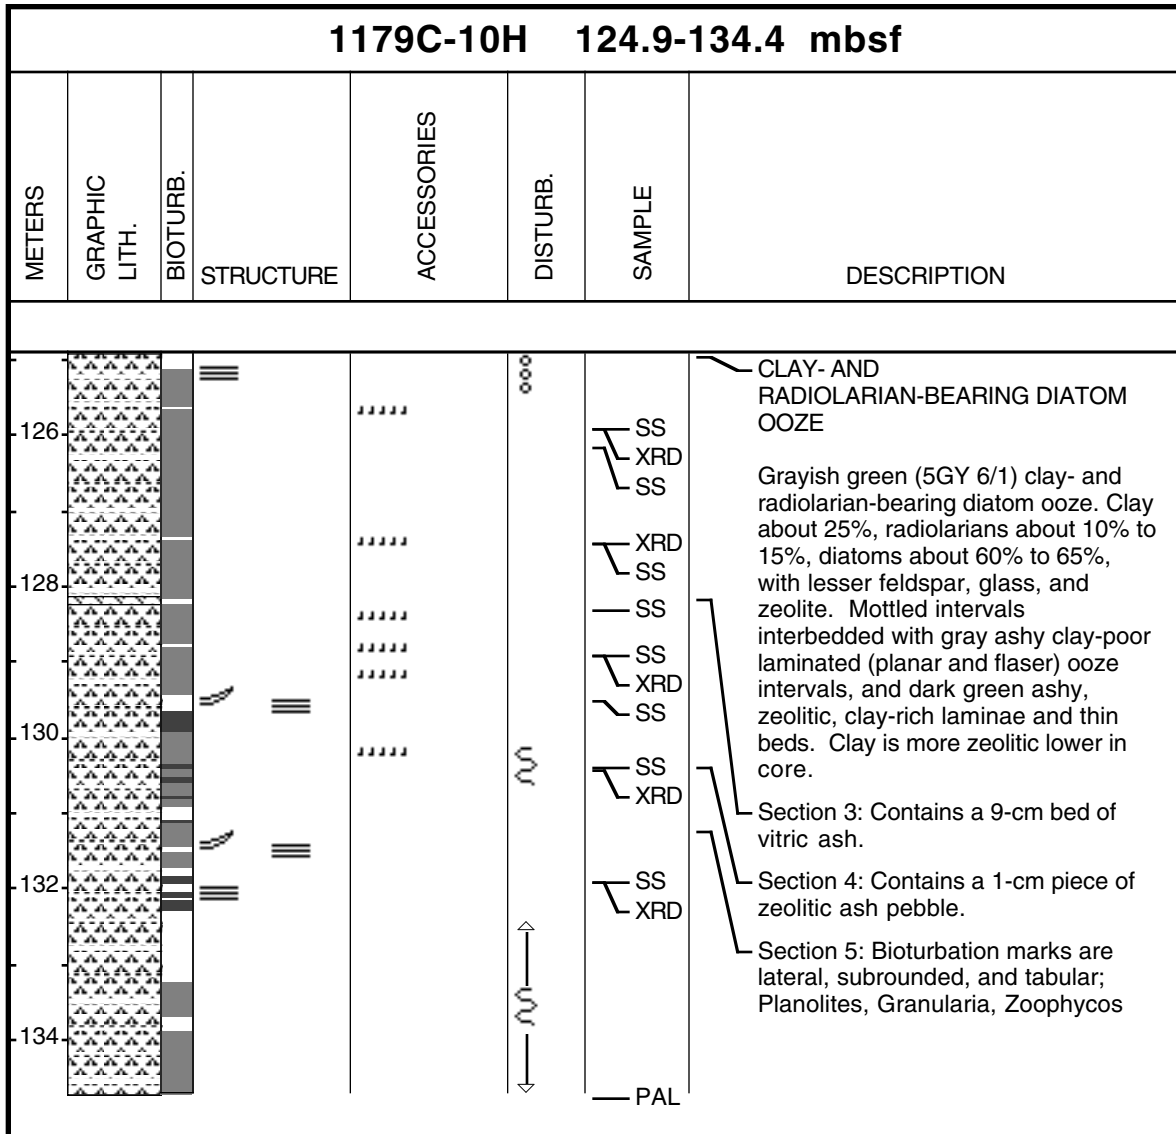 1179C-10H 124.9-134.4 mbsf
METERS
GRAPHIC
LITH.
BIOTURB.
STRUCTURE
ACCESSORIES
DISTURB.
SAMPLE
DESCRIPTION
126
128
130
132
134
SS
XRD
SS
XRD
SS
SS
SS
XRD
SS
SS
XRD
SS
XRD
PAL
CLAY- AND
RADIOLARIAN-BEARING DIATOM
OOZE
Grayish green (5GY 6/1) clay- and
radiolarian-bearing diatom ooze. Clay
about 25%, radiolarians about 10% to
15%, diatoms about 60% to 65%,
with lesser feldspar, glass, and
zeolite. Mottled intervals
interbedded with gray ashy clay-poor
laminated (planar and flaser) ooze
intervals, and dark green ashy,
zeolitic, clay-rich laminae and thin
beds. Clay is more zeolitic lower in
core.
Section 3: Contains a 9-cm bed of
vitric ash.
Section 4: Contains a 1-cm piece of
zeolitic ash pebble.
Section 5: Bioturbation marks are
lateral, subrounded, and tabular;
Planolites, Granularia, Zoophycos